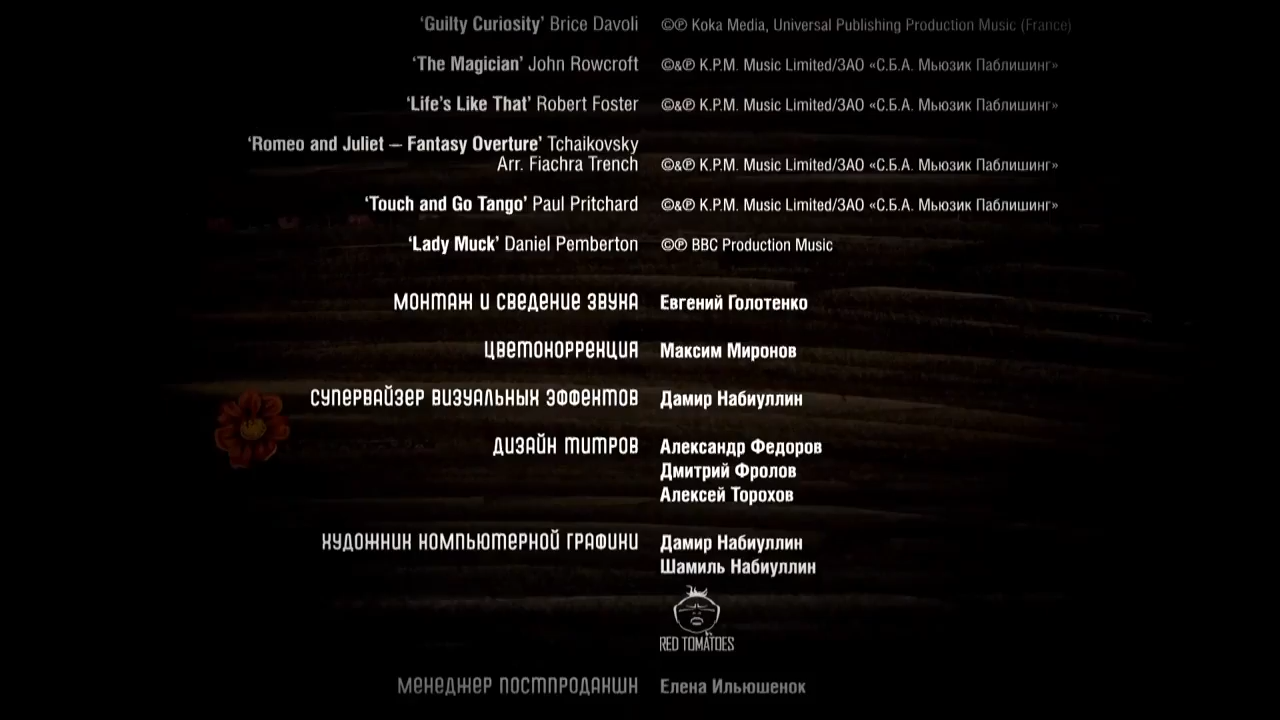 ‘Guilty Curiosity’ Brice Davoli ©℗ Koka Media, Universal Publishing Production Music (France)
‘The Magician’ John Rowcroft ©&℗ K.P.M. Music Limited/ЗАО «С.Б.А. Мьюзик Паблишинг»
‘Life’s Like That’ Robert Foster ©&℗ K.P.M. Music Limited/ЗАО «С.Б.А. Мьюзик Паблишинг»
‘Romeo and Juliet – Fantasy Overture’ Tchaikovsky
Arr. Fiachra Trench ©&℗ K.P.M. Music Limited/ЗАО «С.Б.А. Мьюзик Паблишинг»
‘Touch and Go Tango’ Paul Pritchard ©&℗ K.P.M. Music Limited/ЗАО «С.Б.А. Мьюзик Паблишинг»
‘Lady Muck’ Daniel Pemberton ©℗ BBC Production Music
монтаж и сведение звука Евгений Голотенко
цветокоррекция Максим Миронов
супервайзер визуальных эффектов Дамир Набиуллин
дизайн титров Александр Федоров
Дмитрий Фролов
Алексей Торохов
художник компьютерной графики Дамир Набиуллин
Шамиль Набиуллин
RED TOMATOES
менеджер постпродакшн Елена Ильюшенок